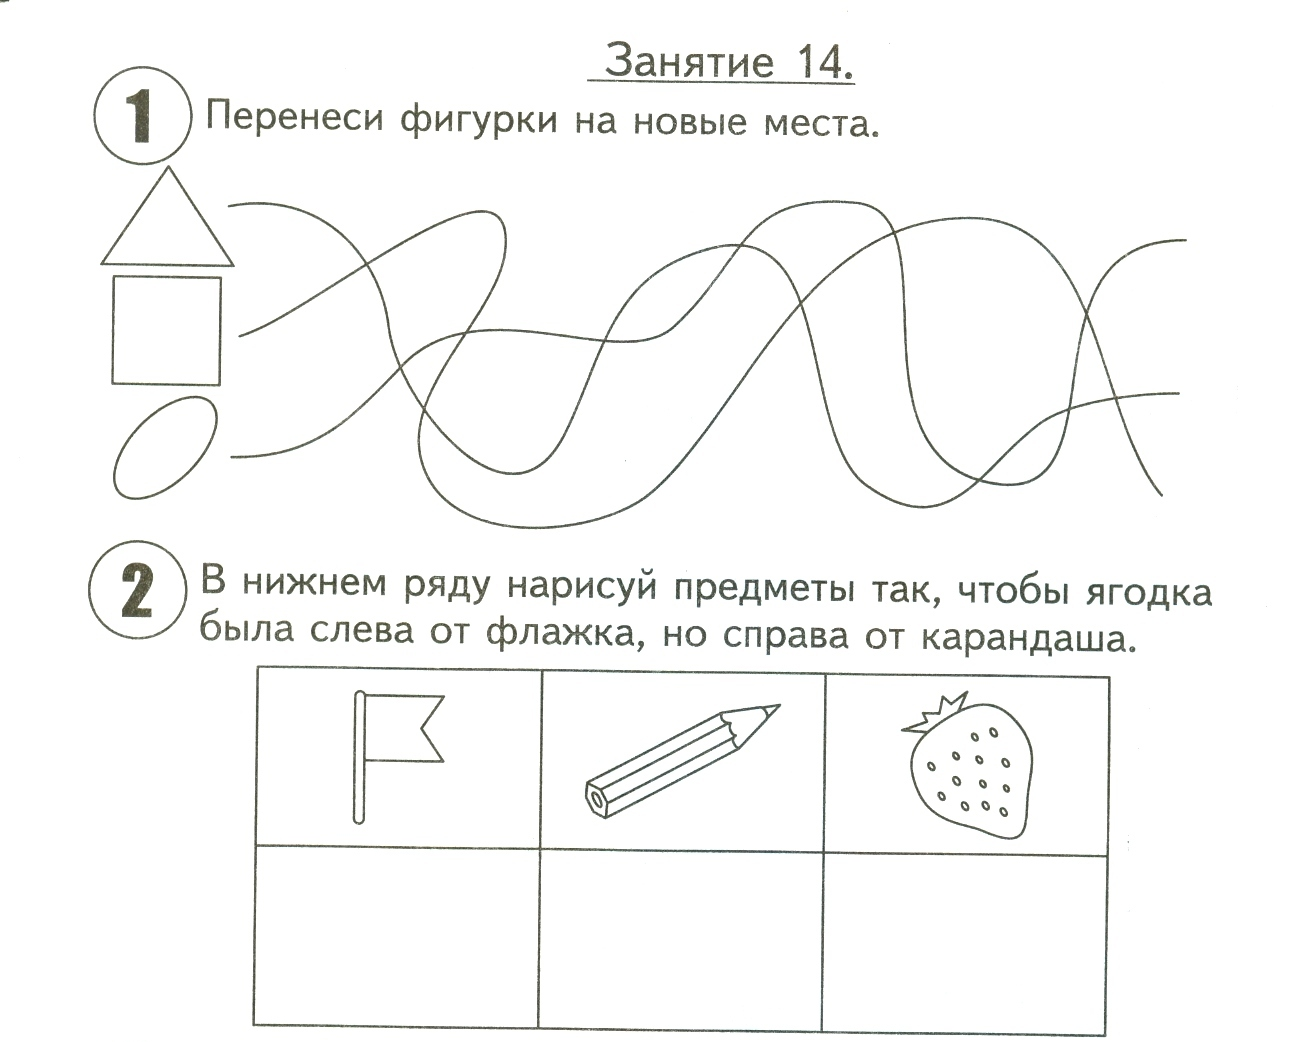 Занятие 14.
1 Перенеси фигурки на новые места.
2 В нижнем ряду нарисуй предметы так, чтобы ягодка
была слева от флажка, но справа от карандаша.